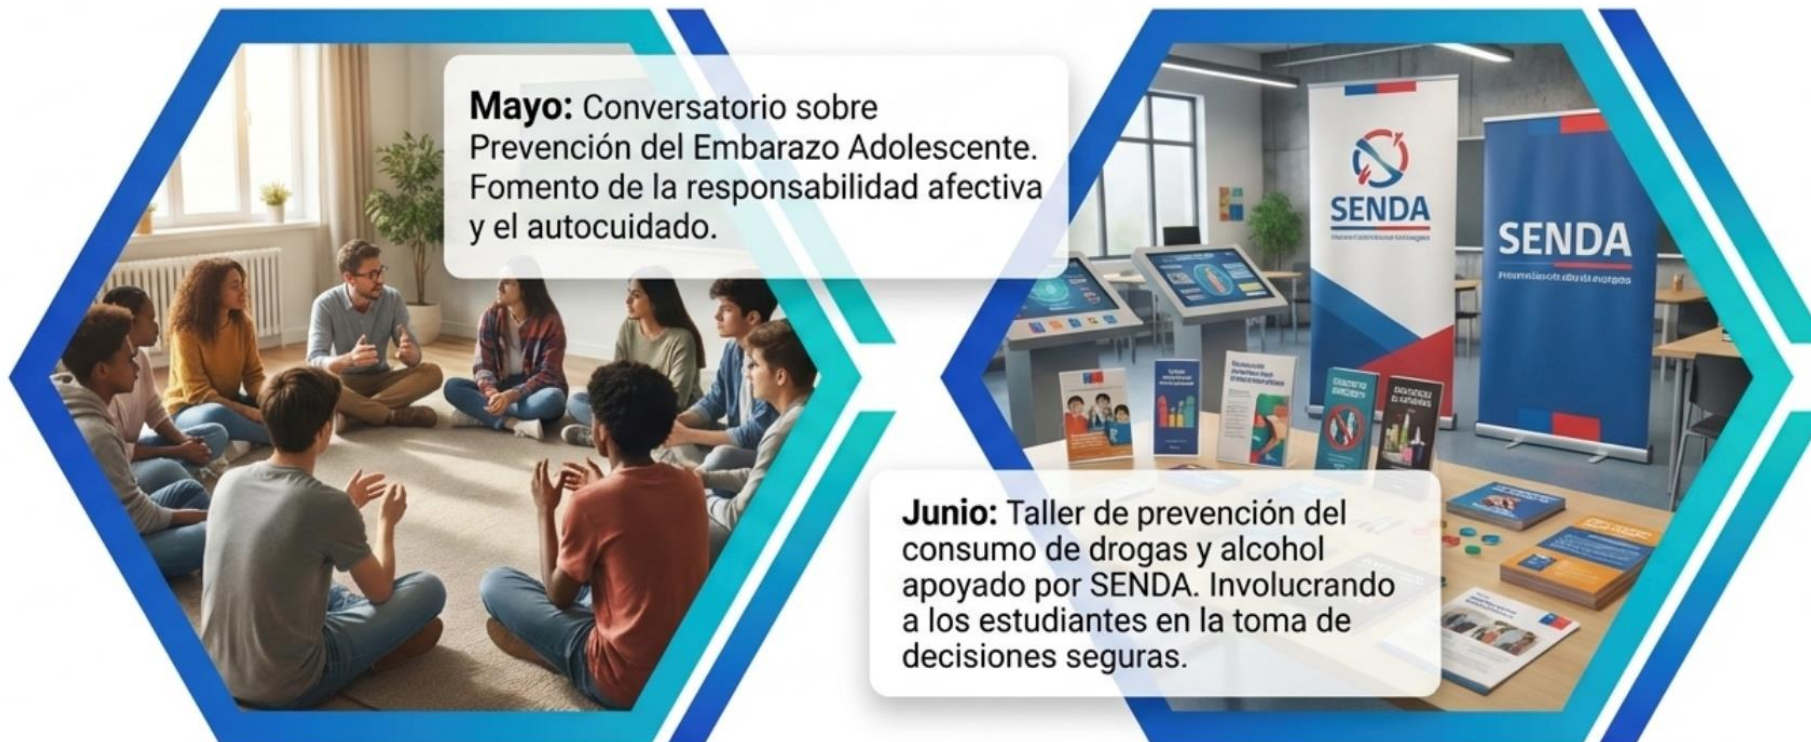 Mayo: Conversatorio sobre
Prevención del Embarazo Adolescente.
Fomento de la responsabilidad afectiva
y el autocuidado.
SENDA
SENDA
Junio: Taller de prevención del
consumo de drogas y alcohol
apoyado por SENDA. Involucrando
a los estudiantes en la toma de
decisiones seguras.